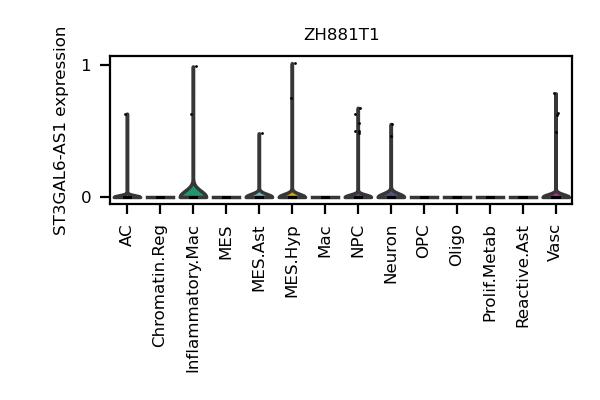 ZH881T1
ST3GAL6-AS1 expression
1
0
AC
Chromatin.Reg
Inflammatory.Mac
MES
MES.Ast
MES.Hyp
Mac
NPC
Neuron
OPC
Oligo
Prolif.Metab
Reactive.Ast
Vasc